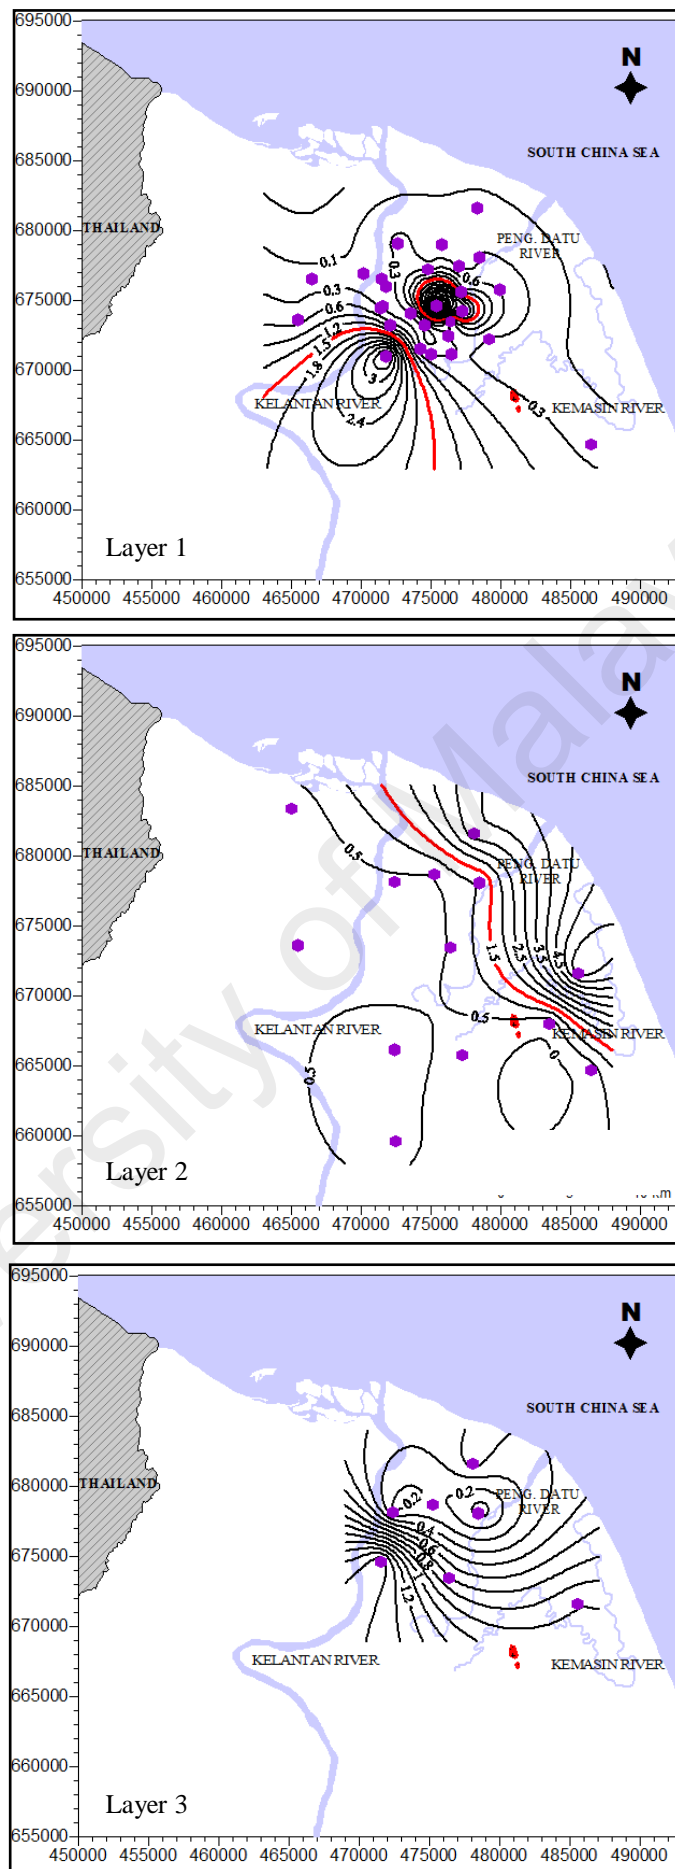 695000
690000
685000
680000
675000
670000
665000
660000
655000
450000 455000 460000 465000 470000 475000 480000 485000 490000
N
SOUTH CHINA SEA
THAILAND
PENG. DATU
RIVER
0.1
0.3
0.3
0.6
0.6
1.2
1.5
1.8
3
2.4
0.3
KELANTAN RIVER
KEMASIN RIVER
Layer 1
695000
690000
685000
680000
675000
670000
665000
660000
655000
450000 455000 460000 465000 470000 475000 480000 485000 490000
N
SOUTH CHINA SEA
THAILAND
PENG. DATU
RIVER
0.5
1.5
2.5
3.5
4.5
0.5
0.5
0
KELANTAN RIVER
KEMASIN RIVER
Layer 2
695000
690000
685000
680000
675000
670000
665000
660000
655000
450000 455000 460000 465000 470000 475000 480000 485000 490000
N
SOUTH CHINA SEA
THAILAND
PENG. DATU
RIVER
0.2
0.2
0.4
0.6
0.8
1
1.2
KELANTAN RIVER
KEMASIN RIVER
Layer 3
ersity of Mala